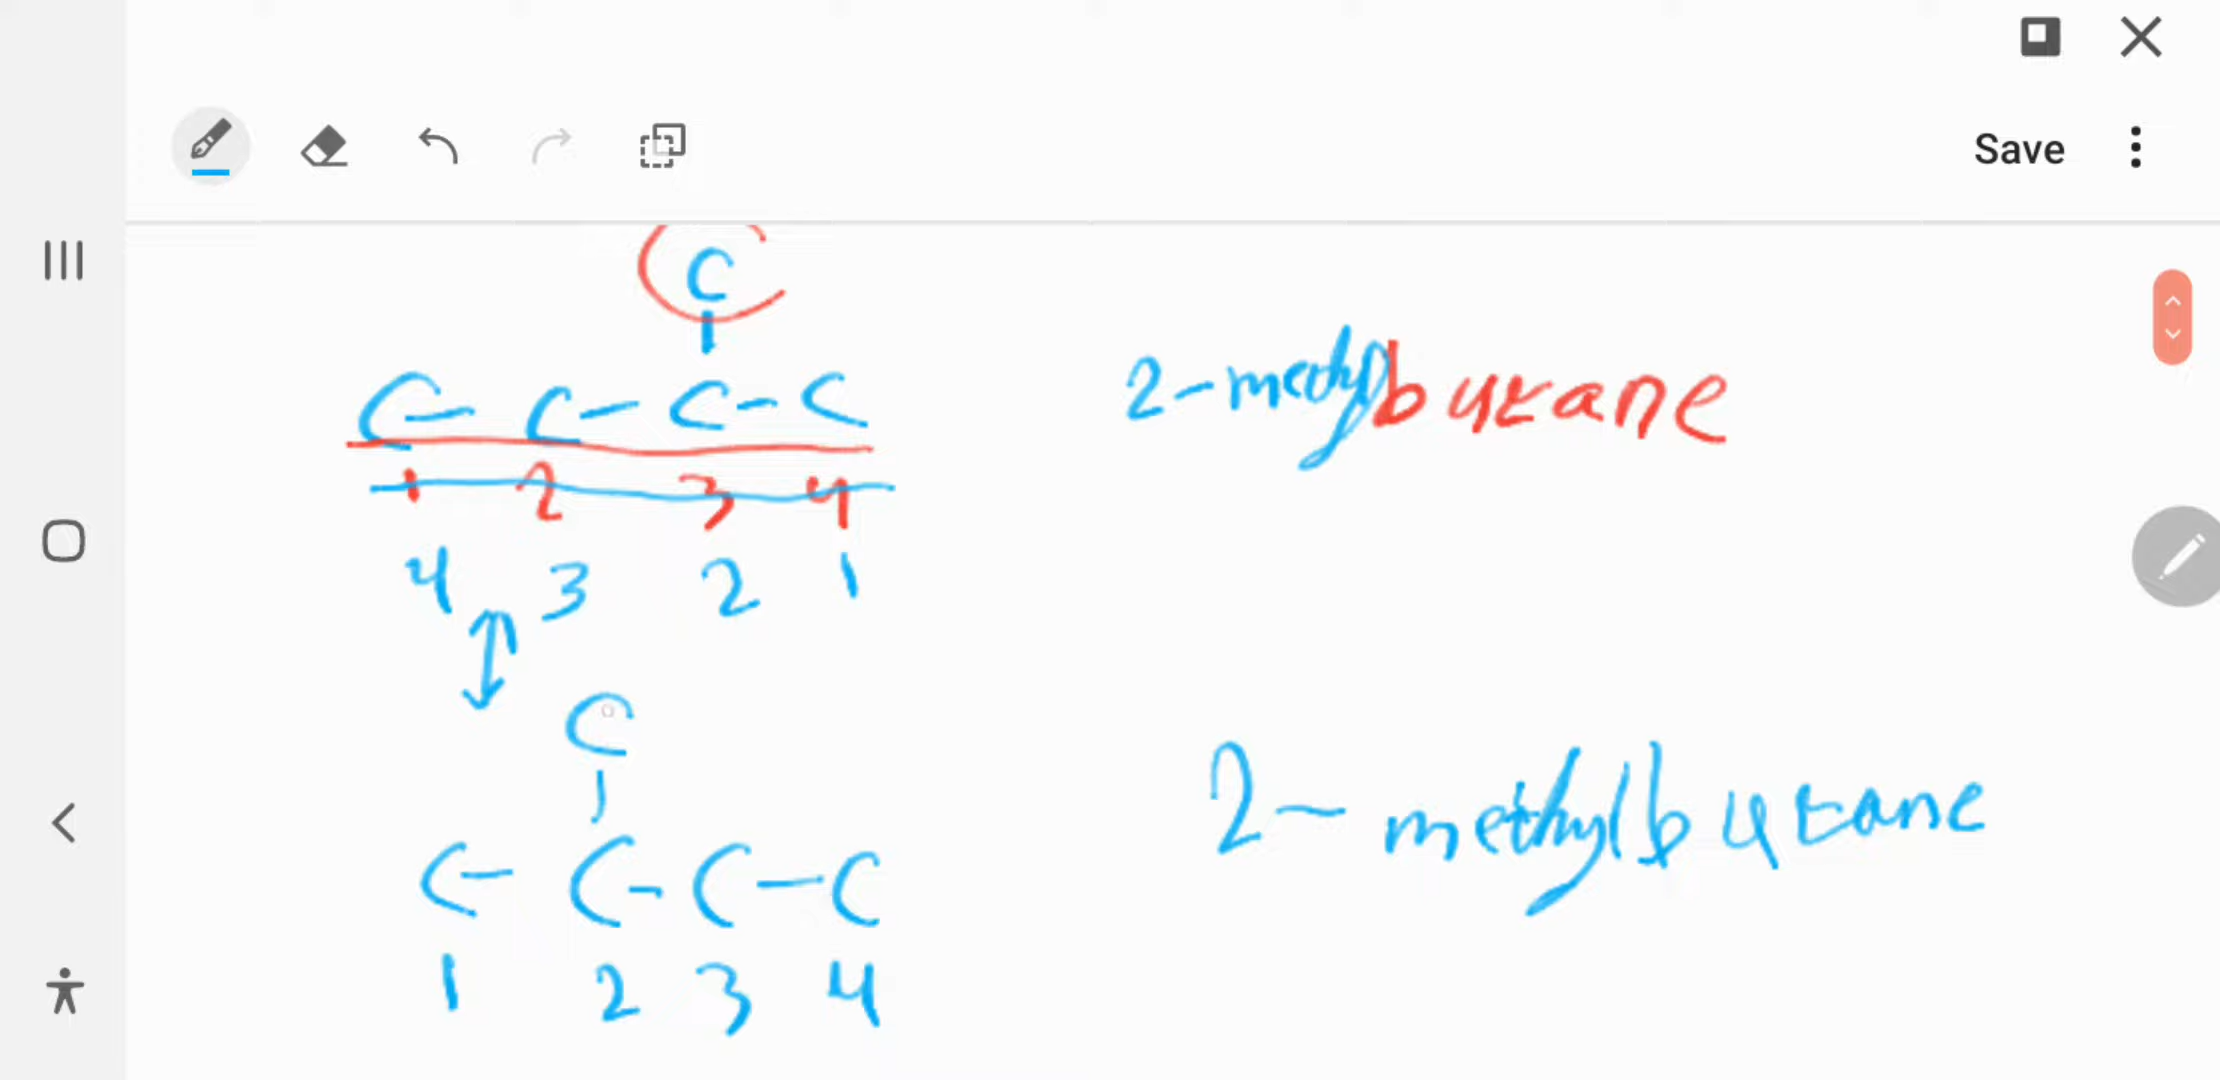 Save
C
C- C- C-C
2-methylbutane
1 2 3 4
4 3 2 1
C
C- C- C-C
2-methylbutane
1 2 3 4